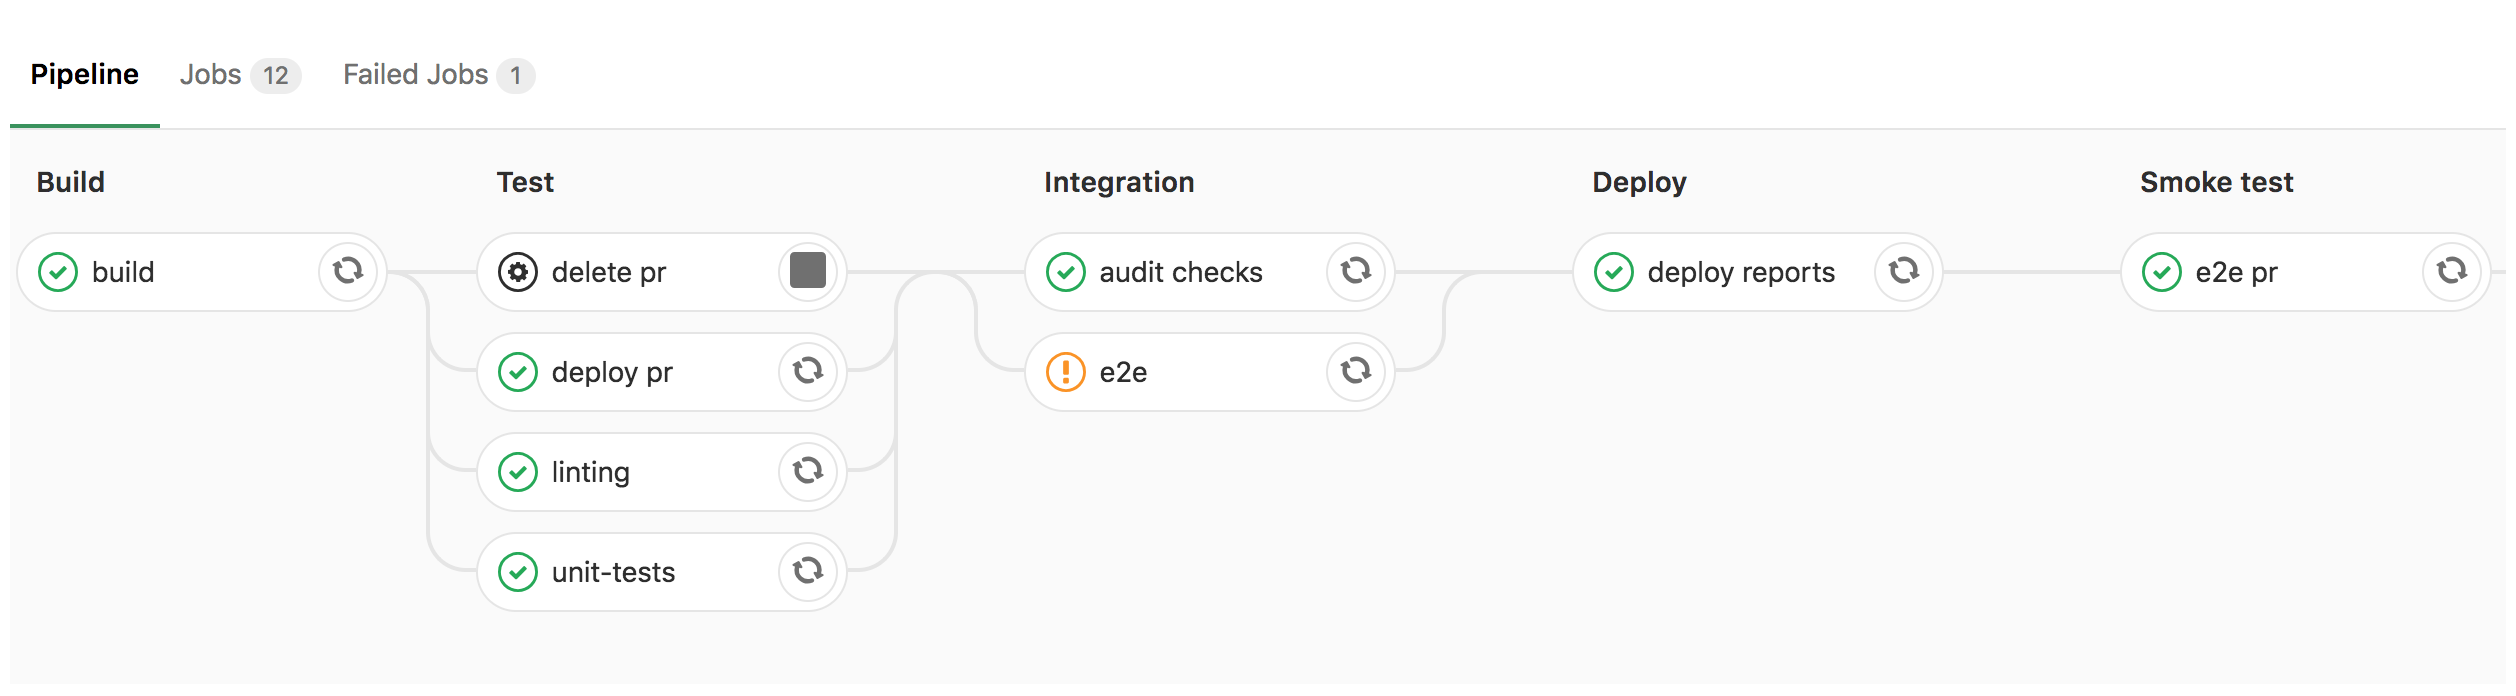 Pipeline Jobs 12 Failed Jobs 1
Build Test Integration Deploy Smoke test
build delete pr audit checks deploy reports e2e pr
deploy pr e2e
linting
unit-tests